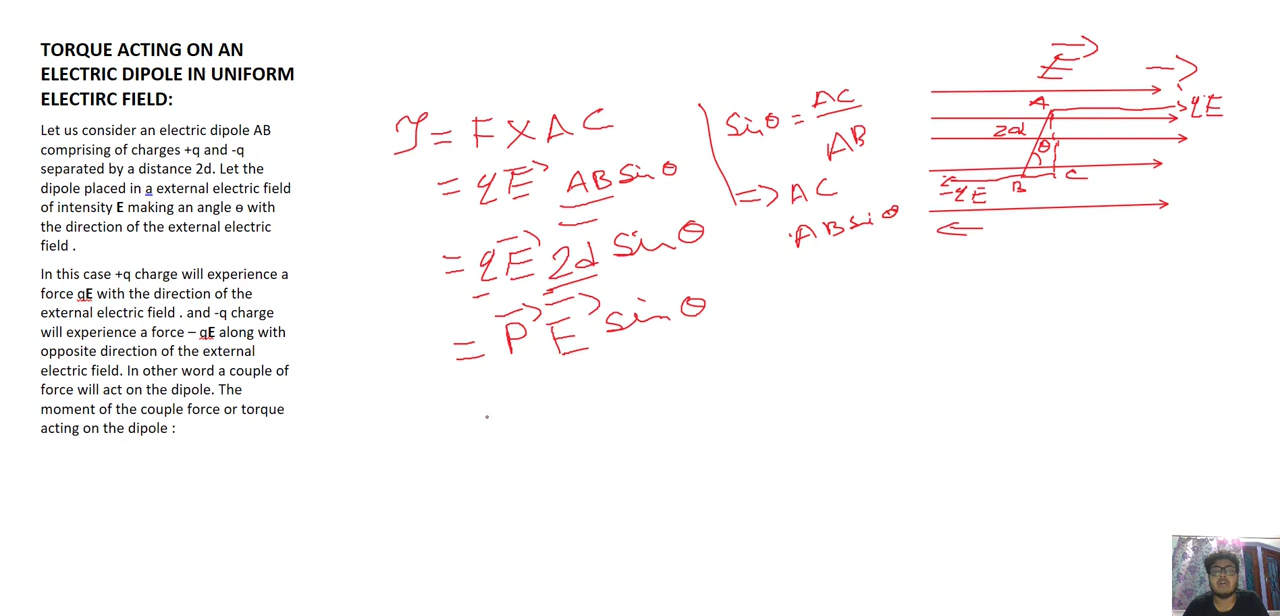 TORQUE ACTING ON AN
ELECTRIC DIPOLE IN UNIFORM
ELECTIRC FIELD:
Let us consider an electric dipole AB
comprising of charges +q and -q
separated by a distance 2d. Let the
dipole placed in a external electric field
of intensity E making an angle ɵ with
the direction of the external electric
field .
In this case +q charge will experience a
force qE with the direction of the
external electric field . and -q charge
will experience a force – qE along with
opposite direction of the external
electric field. In other word a couple of
force will act on the dipole. The
moment of the couple force or torque
acting on the dipole :
τ = F × AC
= qE⃗ AB sinθ
= qE⃗ 2d sinθ
= P⃗ E⃗ sinθ
sinθ = AC / AB
=> AC
AB sinθ
E⃗
A
qE
2d
θ
B
C
-qE